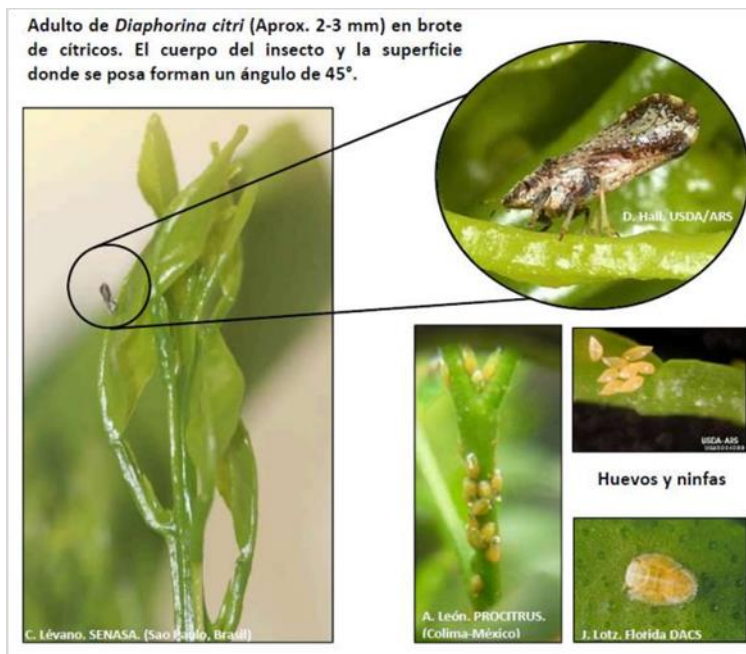 Adulto de Diaphorina citri (Aprox. 2-3 mm) en brote
de cítricos. El cuerpo del insecto y la superficie
donde se posa forman un ángulo de 45°.
D. Hall. USDA/ARS
USDA-ARS
Huevos y ninfas
C. Lévano. SENASA. (Sao Paulo, Brasil)
A. León. PROCITRUS.
(Colima-México)
J. Lotz. Florida DACS